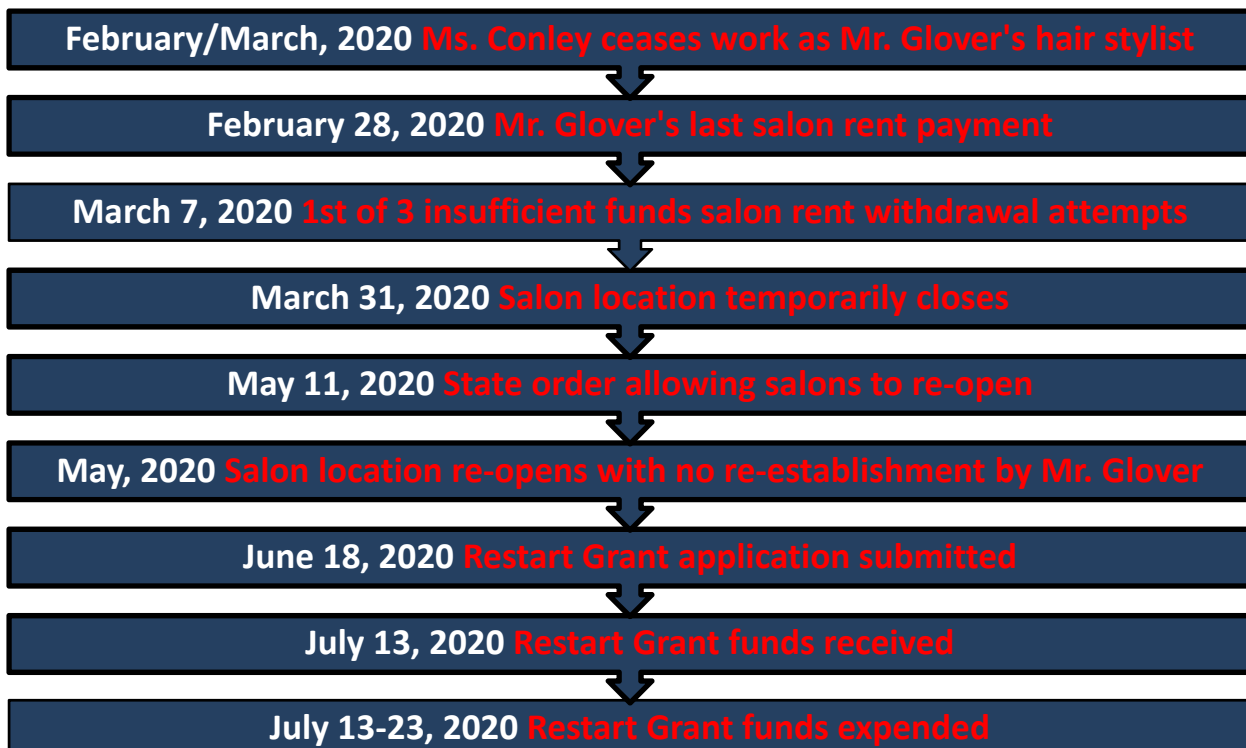 February/March, 2020 Ms. Conley ceases work as Mr. Glover's hair stylist
February 28, 2020 Mr. Glover's last salon rent payment
March 7, 2020 1st of 3 insufficient funds salon rent withdrawal attempts
March 31, 2020 Salon location temporarily closes
May 11, 2020 State order allowing salons to re-open
May, 2020 Salon location re-opens with no re-establishment by Mr. Glover
June 18, 2020 Restart Grant application submitted
July 13, 2020 Restart Grant funds received
July 13-23, 2020 Restart Grant funds expended